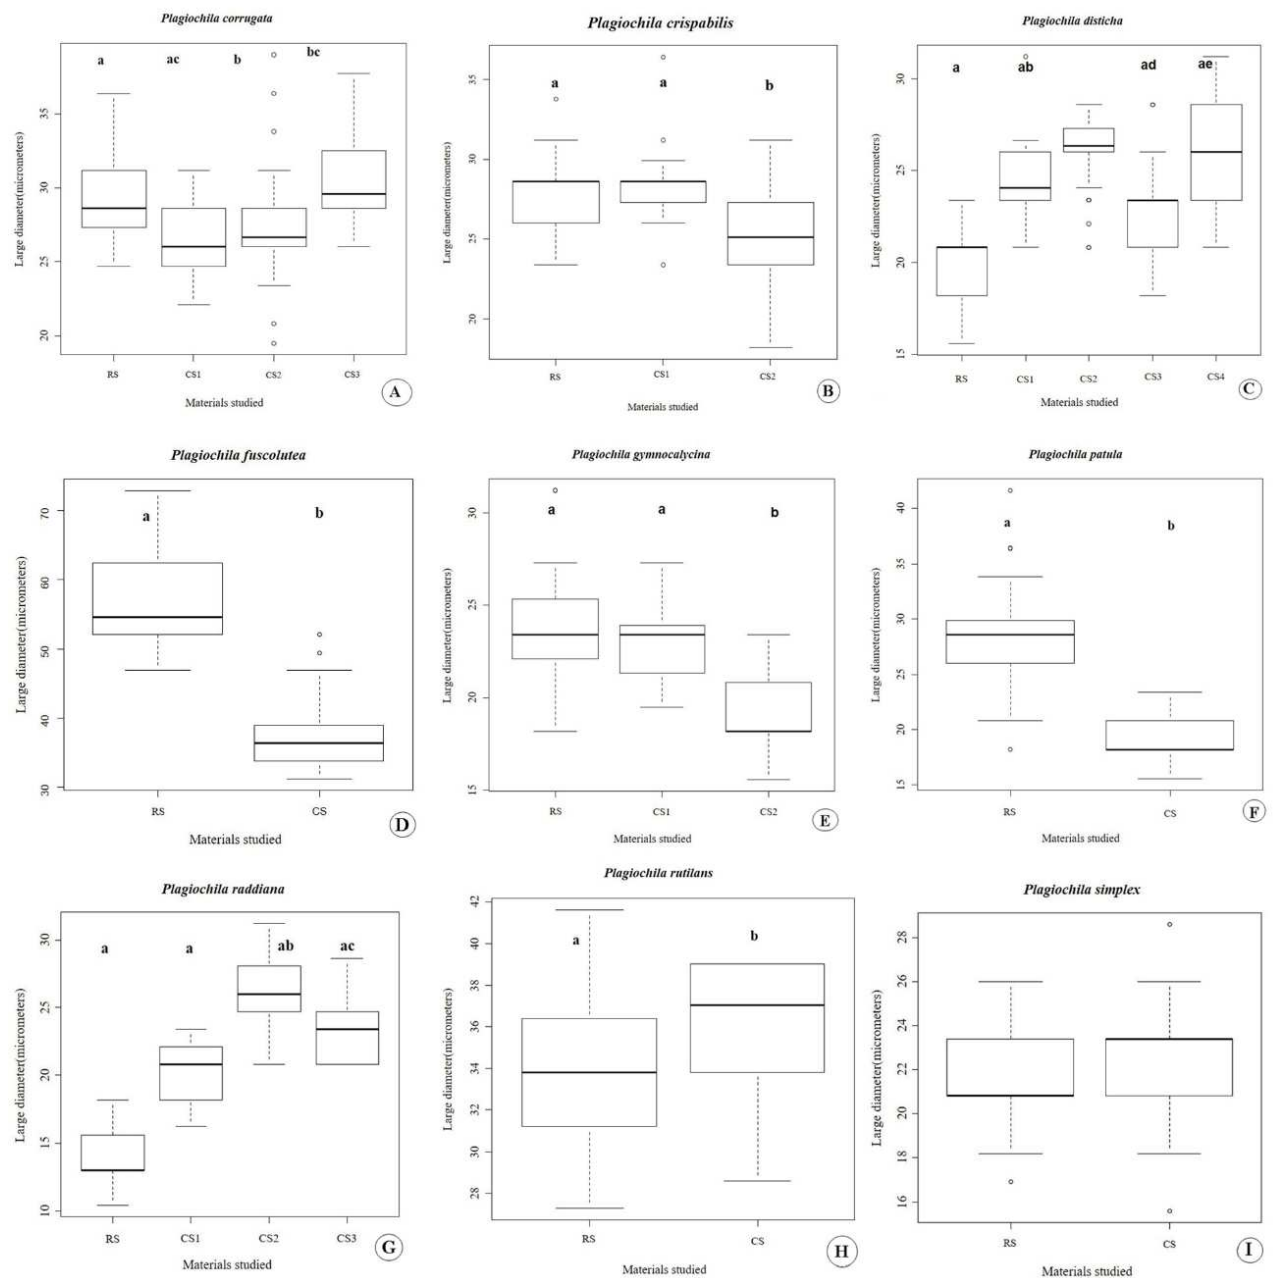 Plagiochila corrugata
a ac b bc
Large diameter(micrometers)
35
30
25
20
RS CS1 CS2 CS3
Materials studied
A
Plagiochila crispabilis
a a b
Large diameter(micrometers)
35
30
25
20
RS CS1 CS2
Materials studied
B
Plagiochila disticha
a ab ad ae
Large diameter(micrometers)
30
25
20
15
RS CS1 CS2 CS3 CS4
Materials studied
C
Plagiochila fuscolutea
a b
Large diameter(micrometers)
70
60
50
40
30
RS CS
Materials studied
D
Plagiochila gymnocalycina
a a b
Large diameter(micrometers)
30
25
20
15
RS CS1 CS2
Materials studied
E
Plagiochila patula
a b
Large diameter(micrometers)
40
35
30
25
20
15
RS CS
Materials studied
F
Plagiochila raddiana
a a ab ac
Large diameter(micrometers)
30
25
20
15
10
RS CS1 CS2 CS3
Materials studied
G
Plagiochila rutilans
a b
Large diameter(micrometers)
42
40
38
36
34
32
30
28
RS CS
Materials studied
H
Plagiochila simplex
Large diameter(micrometers)
28
26
24
22
20
18
16
RS CS
Materials studied
I